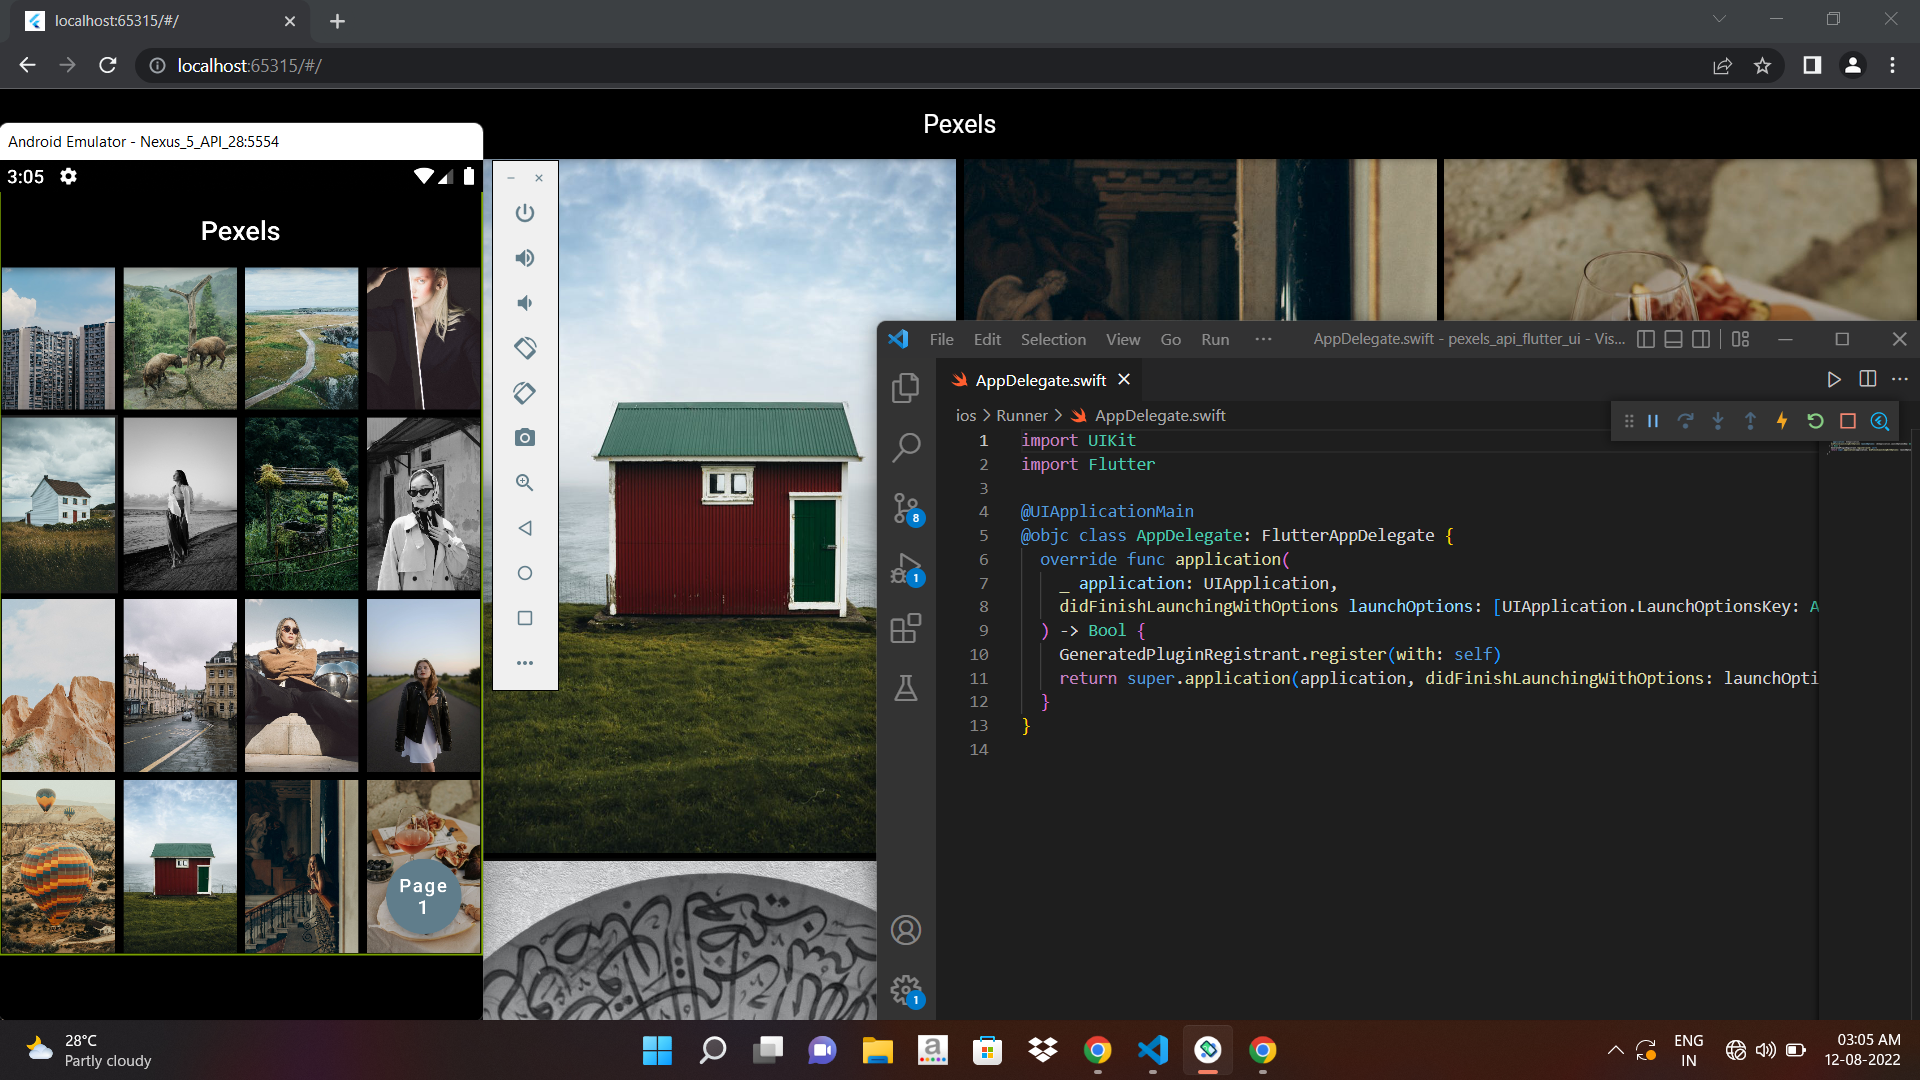 localhost:65315/#/
localhost:65315/#/
Pexels
Android Emulator - Nexus_5_API_28:5554
3:05
Pexels
Page
1
File Edit Selection View Go Run ··· AppDelegate.swift - pexels_api_flutter_ui - Vis...
AppDelegate.swift
ios > Runner > AppDelegate.swift
1 import UIKit
2 import Flutter
3
4 @UIApplicationMain
5 @objc class AppDelegate: FlutterAppDelegate {
6 override func application(
7 _ application: UIApplication,
8 didFinishLaunchingWithOptions launchOptions: [UIApplication.LaunchOptionsKey: A
9 ) -> Bool {
10 GeneratedPluginRegistrant.register(with: self)
11 return super.application(application, didFinishLaunchingWithOptions: launchOpti
12 }
13 }
14
8
1
1
28°C
Partly cloudy
a
ENG
IN
03:05 AM
12-08-2022